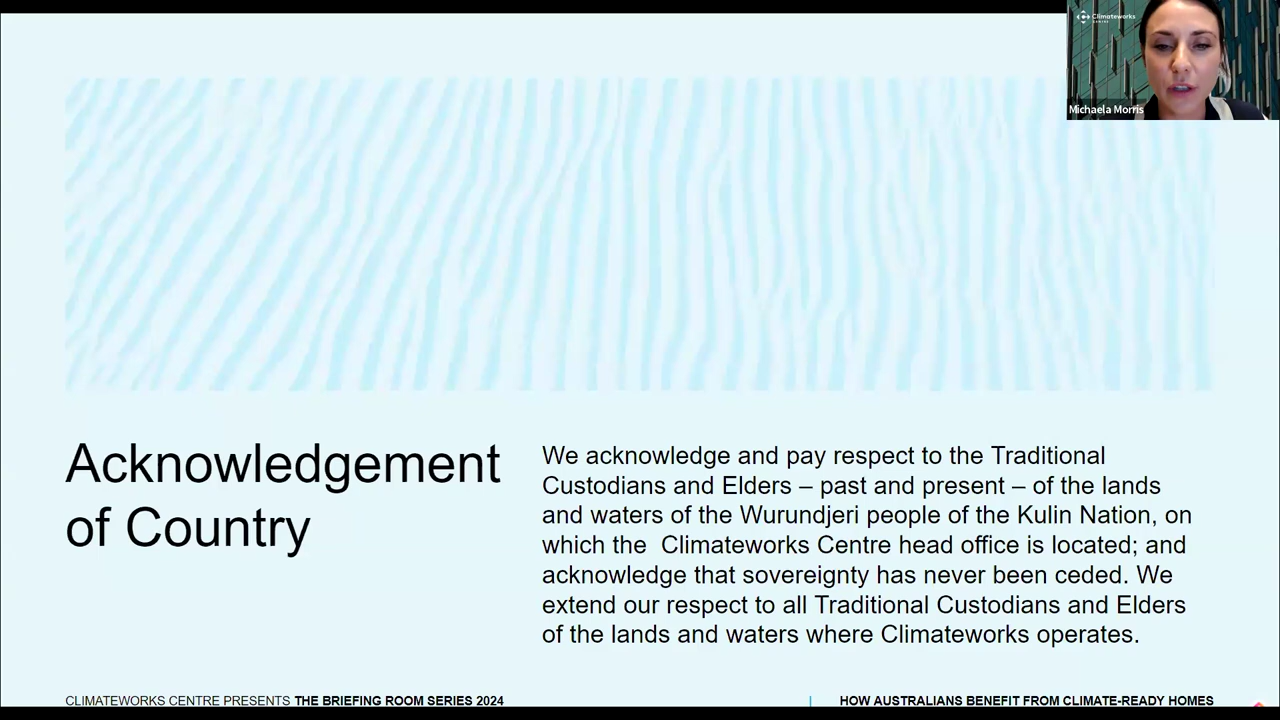 Climateworks
CENTRE
Michaela Morris
Acknowledgement
of Country
We acknowledge and pay respect to the Traditional
Custodians and Elders – past and present – of the lands
and waters of the Wurundjeri people of the Kulin Nation, on
which the  Climateworks Centre head office is located; and
acknowledge that sovereignty has never been ceded. We
extend our respect to all Traditional Custodians and Elders
of the lands and waters where Climateworks operates.
CLIMATEWORKS CENTRE PRESENTS THE BRIEFING ROOM SERIES 2024
| HOW AUSTRALIANS BENEFIT FROM CLIMATE-READY HOMES